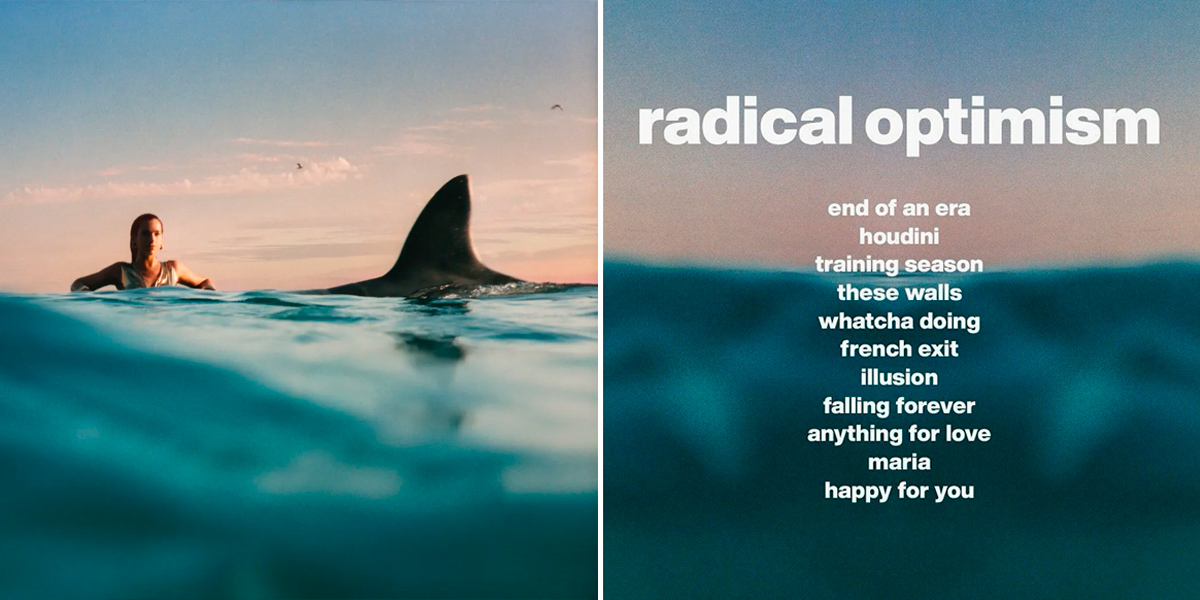 radical optimism
end of an era
houdini
training season
these walls
whatcha doing
french exit
illusion
falling forever
anything for love
maria
happy for you